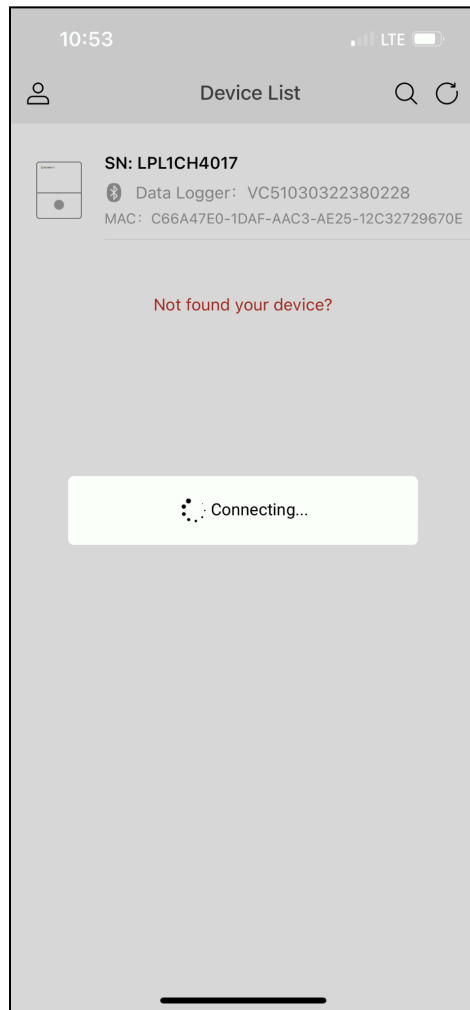 10:53
LTE
Device List
SN: LPL1CH4017
Data Logger: VC51030322380228
MAC: C66A47E0-1DAF-AAC3-AE25-12C32729670E
Not found your device?
Connecting...